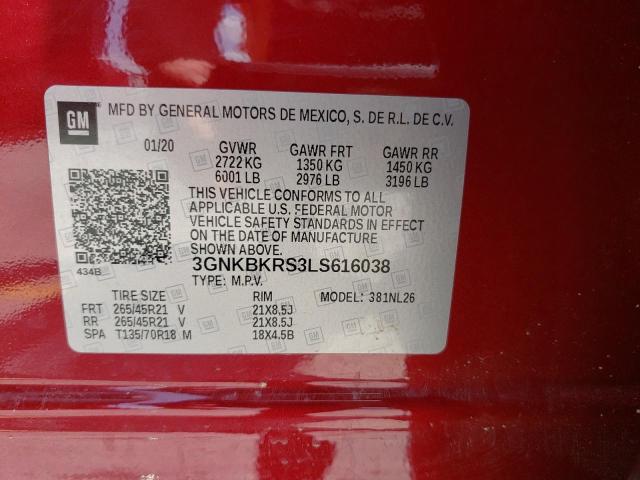 GM
MFD BY GENERAL MOTORS DE MEXICO, S. DE R.L. DE C.V.
01/20 GVWR GAWR FRT GAWR RR
2722 KG 1350 KG 1450 KG
6001 LB 2976 LB 3196 LB
THIS VEHICLE CONFORMS TO ALL
APPLICABLE U.S. FEDERAL MOTOR
VEHICLE SAFETY STANDARDS IN EFFECT
ON THE DATE OF MANUFACTURE
SHOWN ABOVE.
434B
3GNKBKRS3LS616038
TYPE: M.P.V.
TIRE SIZE RIM MODEL: 381NL26
FRT 265/45R21 V 21X8.5J
RR 265/45R21 V 21X8.5J
SPA T135/70R18 M 18X4.5B